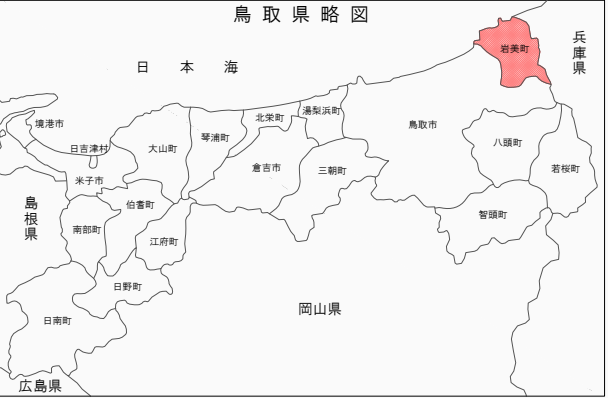 鳥取県略図
岩美町
兵庫県
日本海
境港市
日吉津村
米子市
大山町
琴浦町
北栄町
湯梨浜町
鳥取市
八頭町
若桜町
倉吉市
三朝町
智頭町
島根県
伯耆町
南部町
江府町
日野町
日南町
岡山県
広島県